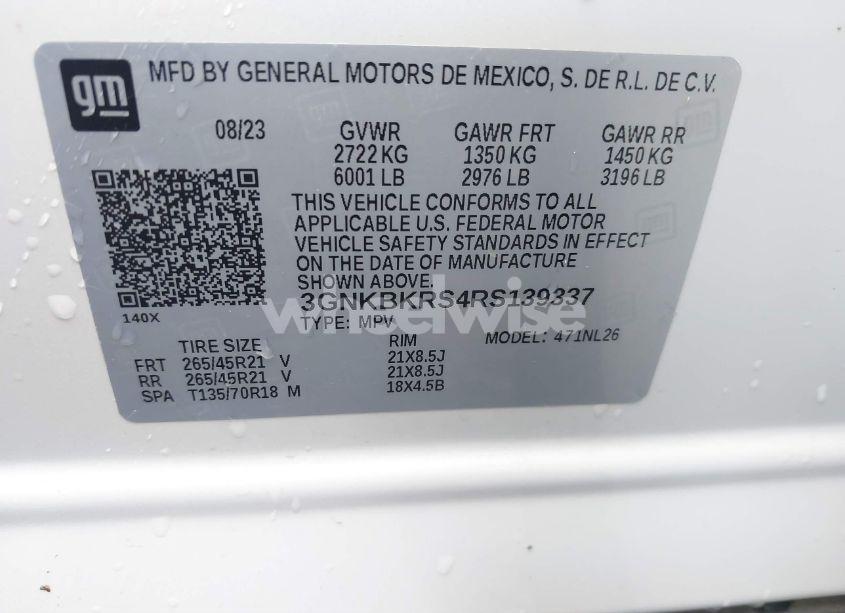 gm
MFD BY GENERAL MOTORS DE MEXICO, S. DE R.L. DE C.V.
08/23 GVWR GAWR FRT GAWR RR
2722 KG 1350 KG 1450 KG
6001 LB 2976 LB 3196 LB
THIS VEHICLE CONFORMS TO ALL
APPLICABLE U.S. FEDERAL MOTOR
VEHICLE SAFETY STANDARDS IN EFFECT
ON THE DATE OF MANUFACTURE
SHOWN ABOVE.
3GNKBKRS4RS139337
140X
TYPE: MPV MODEL: 471NL26
wheelwise
TIRE SIZE RIM
FRT 265/45R21 V 21X8.5J
RR 265/45R21 V 21X8.5J
SPA T135/70R18 M 18X4.5B